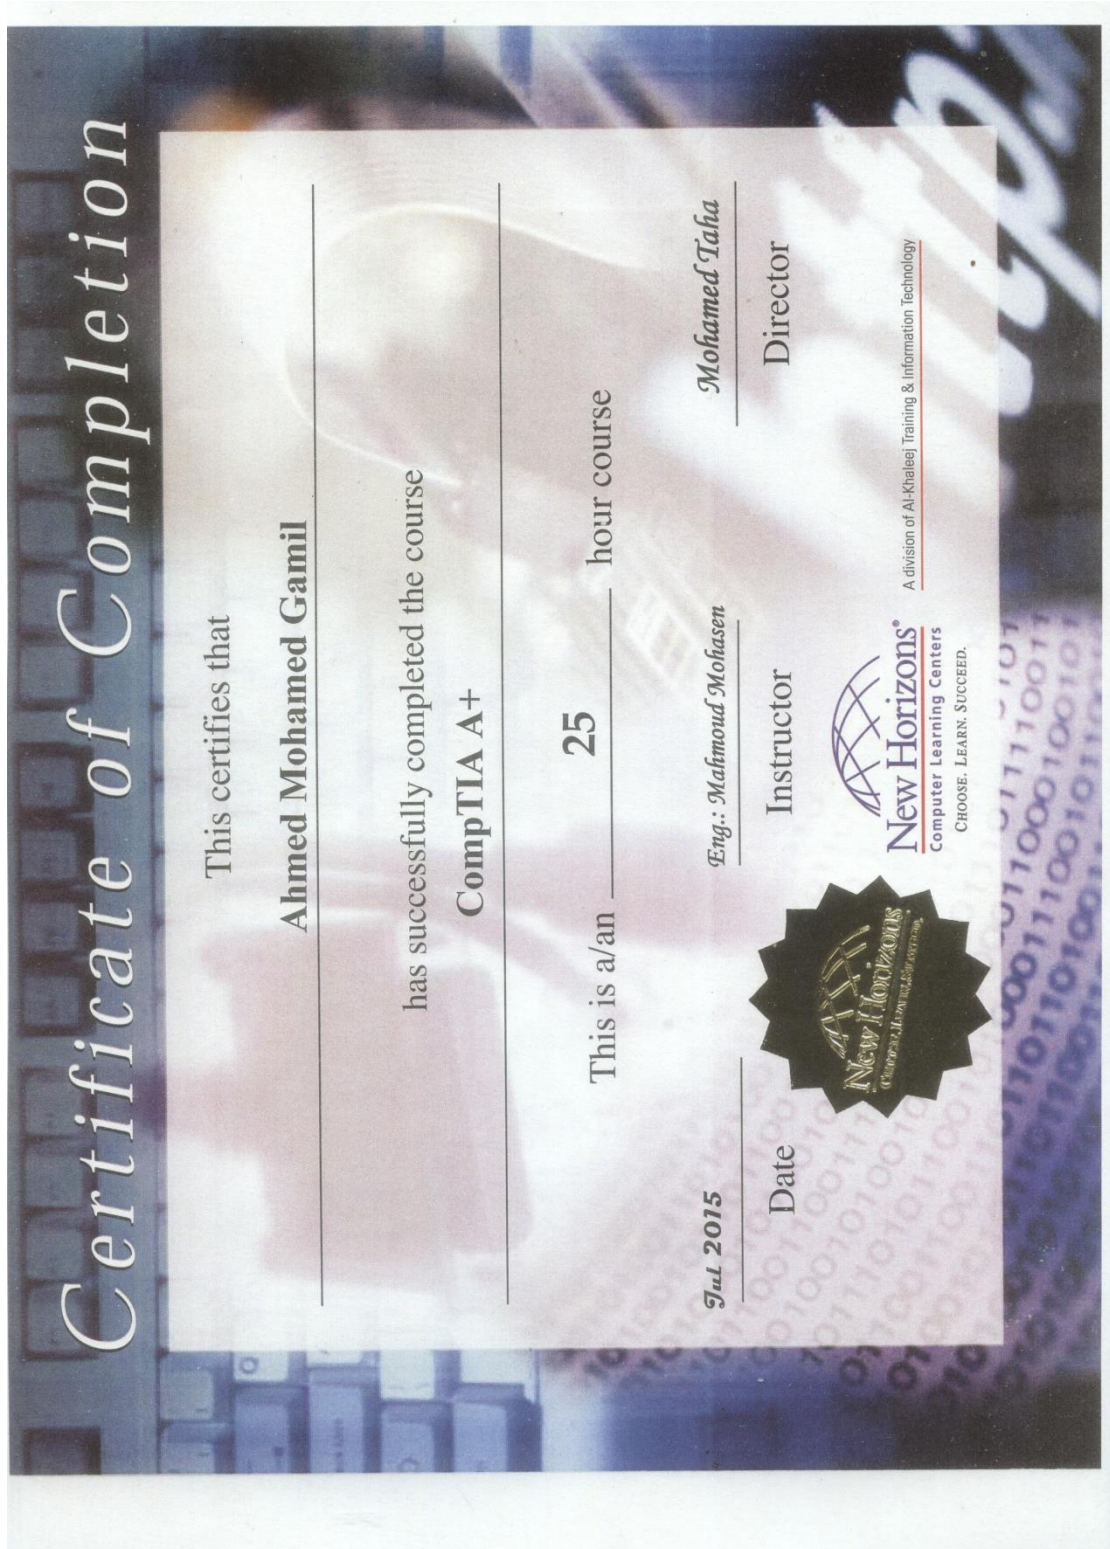 Certificate of Completion
This certifies that
Ahmed Mohamed Gamil
has successfully completed the course
CompTIA A+
This is a/an 25 hour course
Jul 2015
Eng.: Mahmoud Mohasen
Mohamed Taha
Date
Instructor
Director
New Horizons
New Horizons®
Computer Learning Centers
CHOOSE. LEARN. SUCCEED.
A division of Al-Khaleej Training & Information Technology